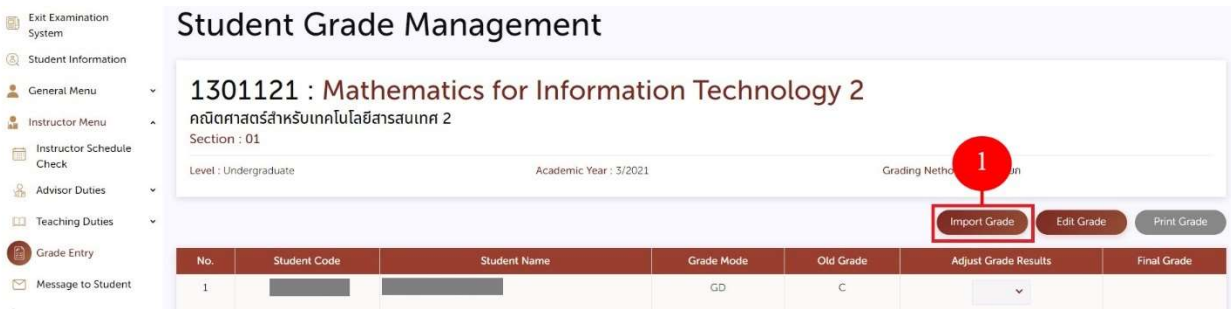 Exit Examination
System
Student Information
General Menu
Instructor Menu
Instructor Schedule
Check
Advisor Duties
Teaching Duties
Grade Entry
Message to Student
Student Grade Management
1301121 : Mathematics for Information Technology 2
คณิตศาสตร์สำหรับเทคโนโลยีสารสนเทศ 2
Section : 01
Level : Undergraduate
Academic Year : 3/2021
Grading Netho
1
Import Grade
Edit Grade
Print Grade
No. Student Code Student Name Grade Mode Old Grade Adjust Grade Results Final Grade
1 GD C